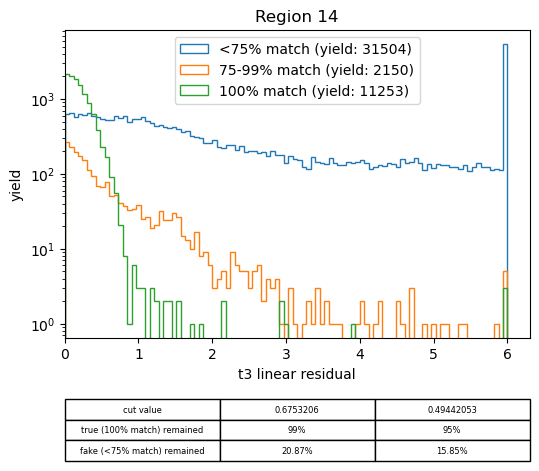 Region 14
<75% match (yield: 31504)
75-99% match (yield: 2150)
100% match (yield: 11253)
yield
10³
10²
10¹
10⁰
0 1 2 3 4 5 6
t3 linear residual
cut value 0.6753206 0.49442053
true (100% match) remained 99% 95%
fake (<75% match) remained 20.87% 15.85%